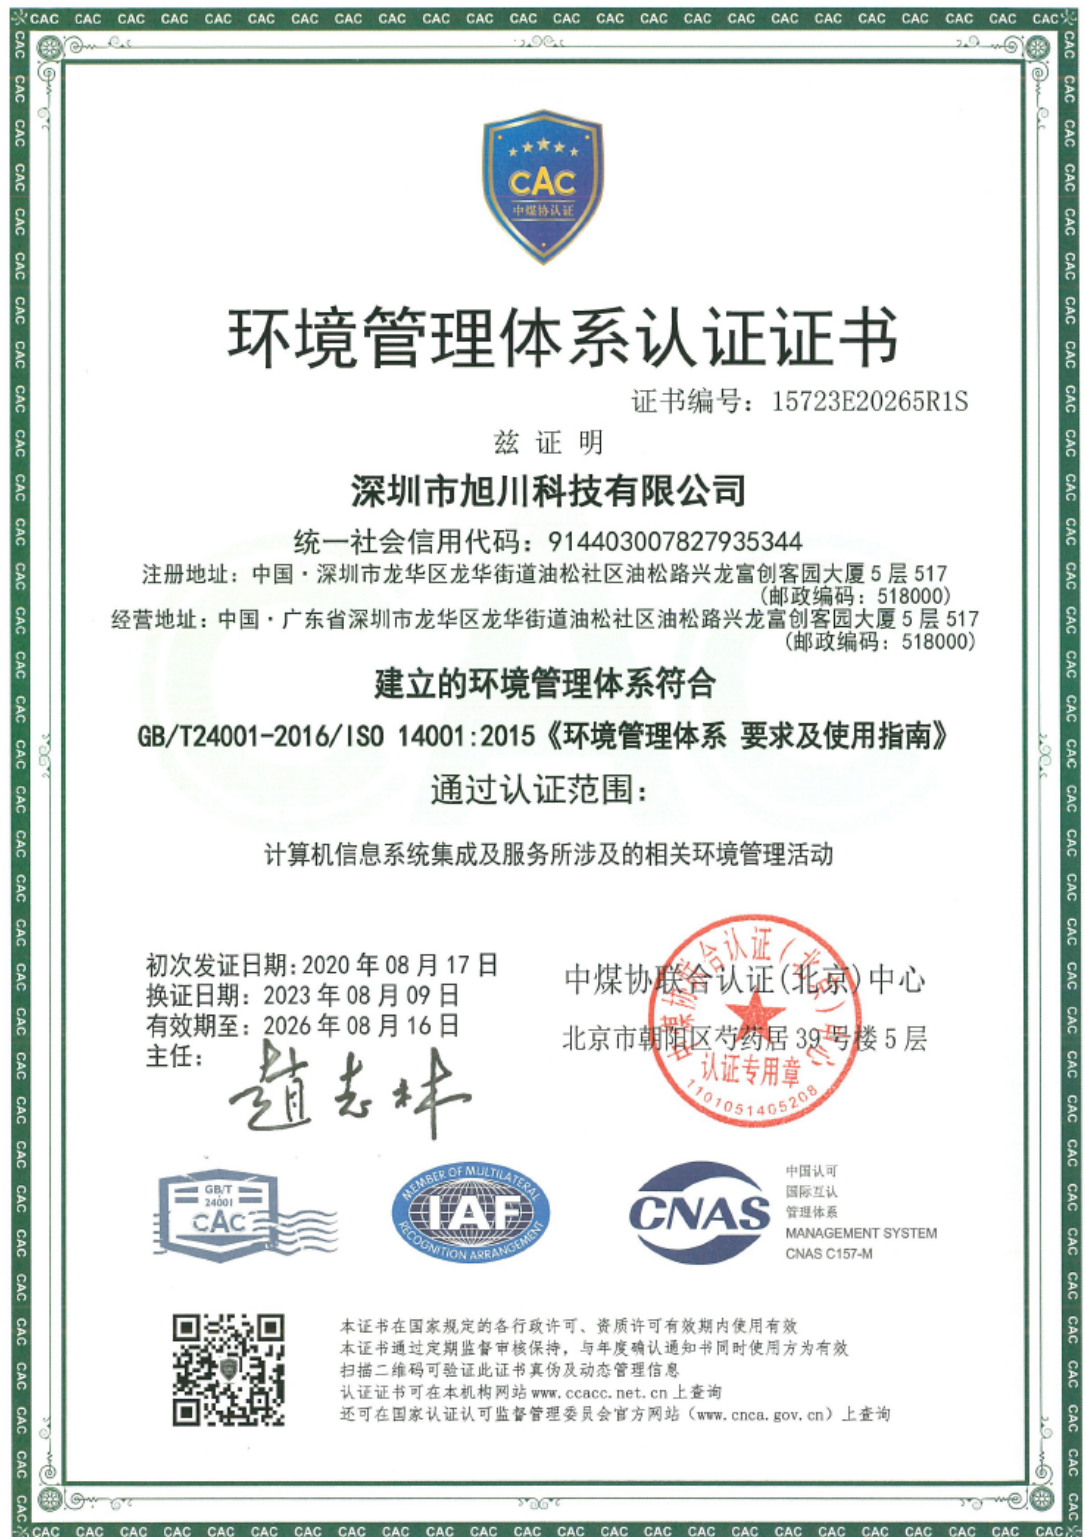 CAC
中煤协认证
环境管理体系认证证书
证书编号：15723E20265R1S
兹证明
深圳市旭川科技有限公司
统一社会信用代码：914403007827935344
注册地址：中国·深圳市龙华区龙华街道油松社区油松路兴龙富创客园大厦5层517
(邮政编码：518000)
经营地址：中国·广东省深圳市龙华区龙华街道油松社区油松路兴龙富创客园大厦5层517
(邮政编码：518000)
建立的环境管理体系符合
GB/T24001-2016/ISO 14001:2015《环境管理体系 要求及使用指南》
通过认证范围：
计算机信息系统集成及服务所涉及的相关环境管理活动
初次发证日期：2020年08月17日
换证日期：2023年08月09日
有效期至：2026年08月16日
主任：
趙志林
中煤协联合认证(北京)中心
北京市朝阳区芍药居39号楼5层
中煤协联合认证(北京)中心
认证专用章
1101051405208
GB/T
24001
CAC
MEMBER OF MULTILATERAL
IAF
RECOGNITION ARRANGEMENT
CNAS
中国认可
国际互认
管理体系
MANAGEMENT SYSTEM
CNAS C157-M
本证书在国家规定的各行政许可、资质许可有效期内使用有效
本证书通过定期监督审核保持，与年度确认通知书同时使用方为有效
扫描二维码可验证此证书真伪及动态管理信息
认证证书可在本机构网站www.ccacc.net.cn上查询
还可在国家认证认可监督管理委员会官方网站（www.cnca.gov.cn）上查询